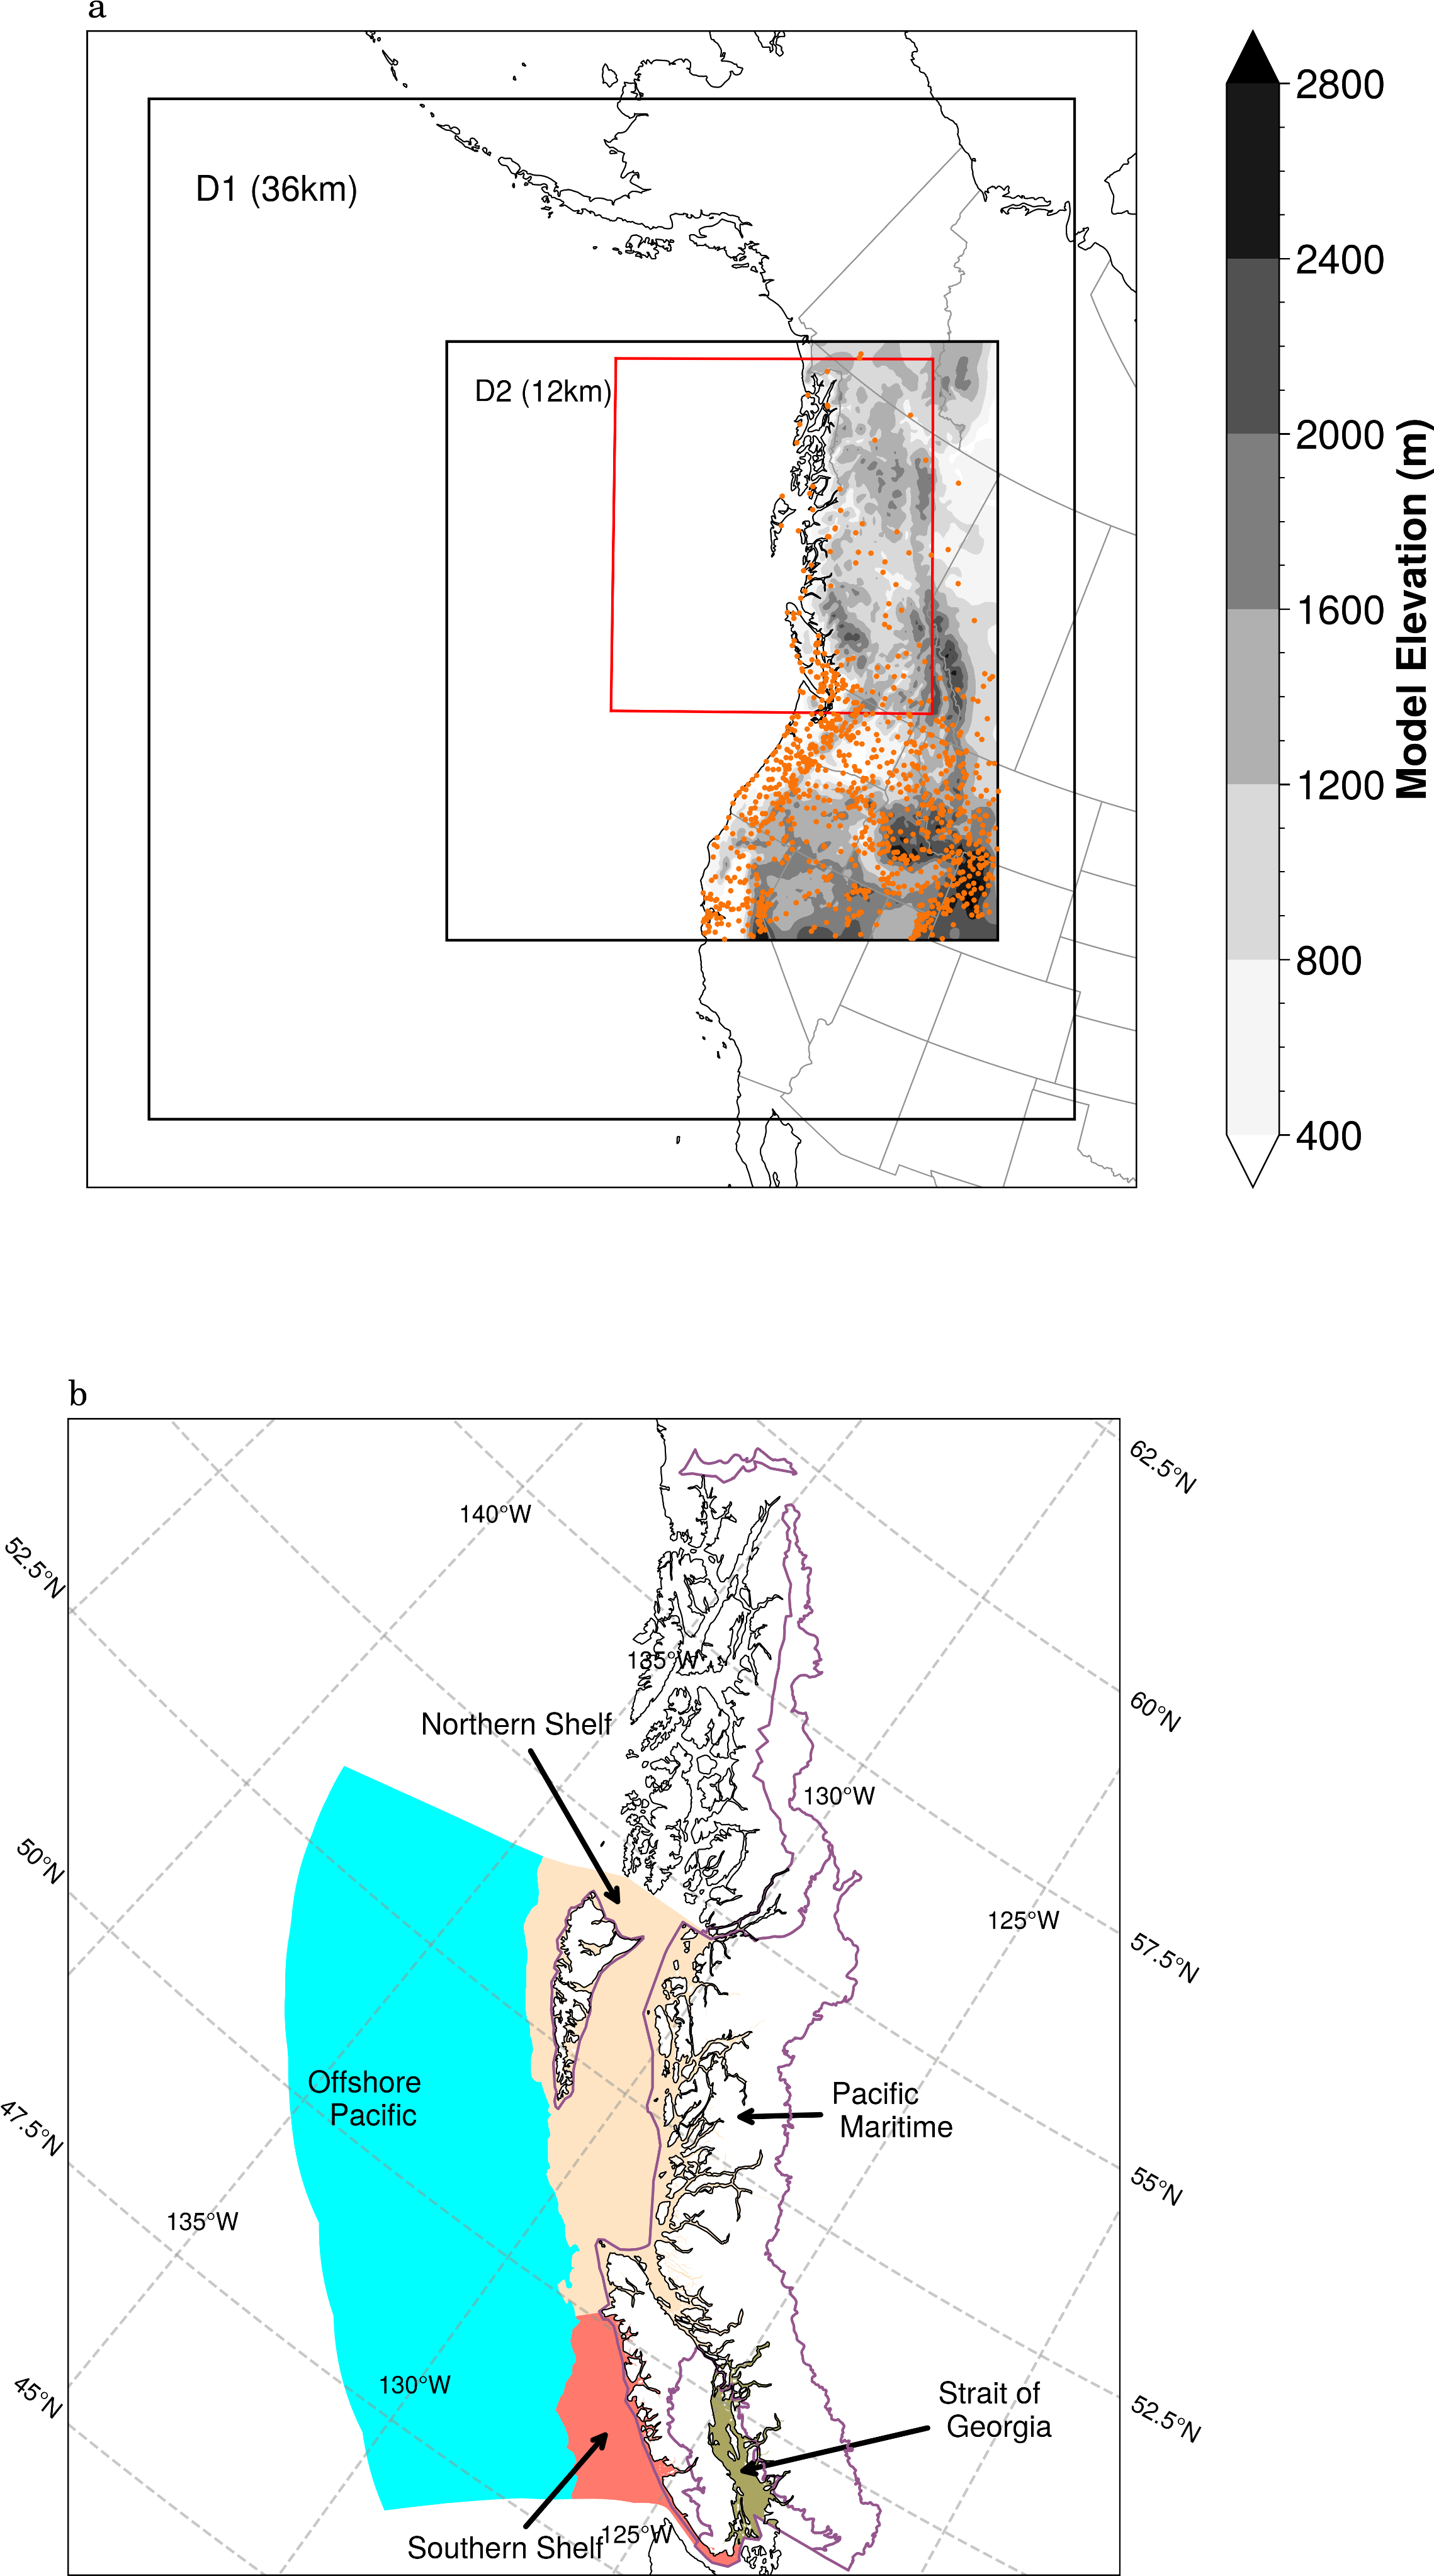 a
D1 (36km)
D2 (12km)
2800
2400
2000
1600
1200
800
400
Model Elevation (m)
b
62.5°N
140°W
52.5°N
135°W
60°N
Northern Shelf
130°W
50°N
125°W
57.5°N
Offshore
Pacific
Pacific
Maritime
47.5°N
55°N
135°W
130°W
Strait of
Georgia
45°N
52.5°N
125°W
Southern Shelf